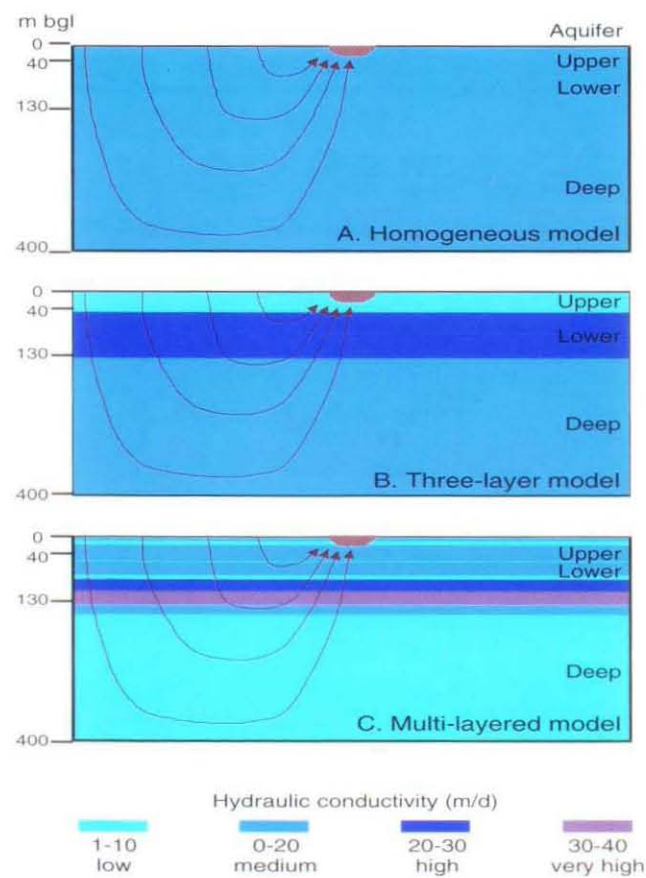 m bgl
Aquifer
0
Upper
40
Lower
130
Deep
A. Homogeneous model
400
0
Upper
40
Lower
130
Deep
B. Three-layer model
400
0
Upper
40
Lower
130
Deep
C. Multi-layered model
400
Hydraulic conductivity (m/d)
1-10 0-20 20-30 30-40
low medium high very high